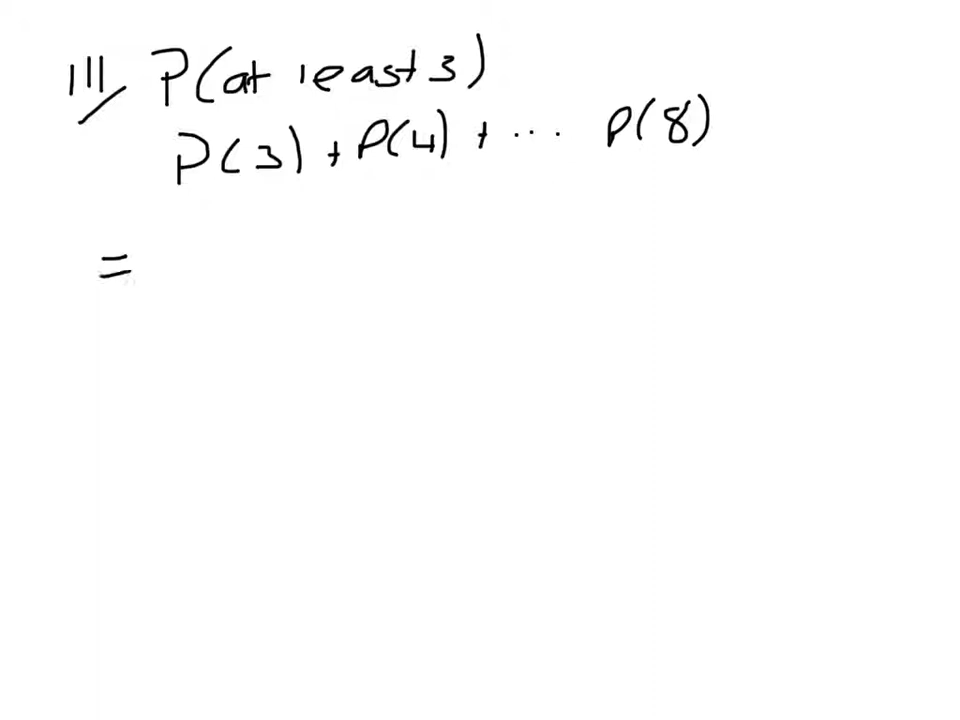 iii/ P(at least 3)
P(3) + P(4) + ... P(8)
=